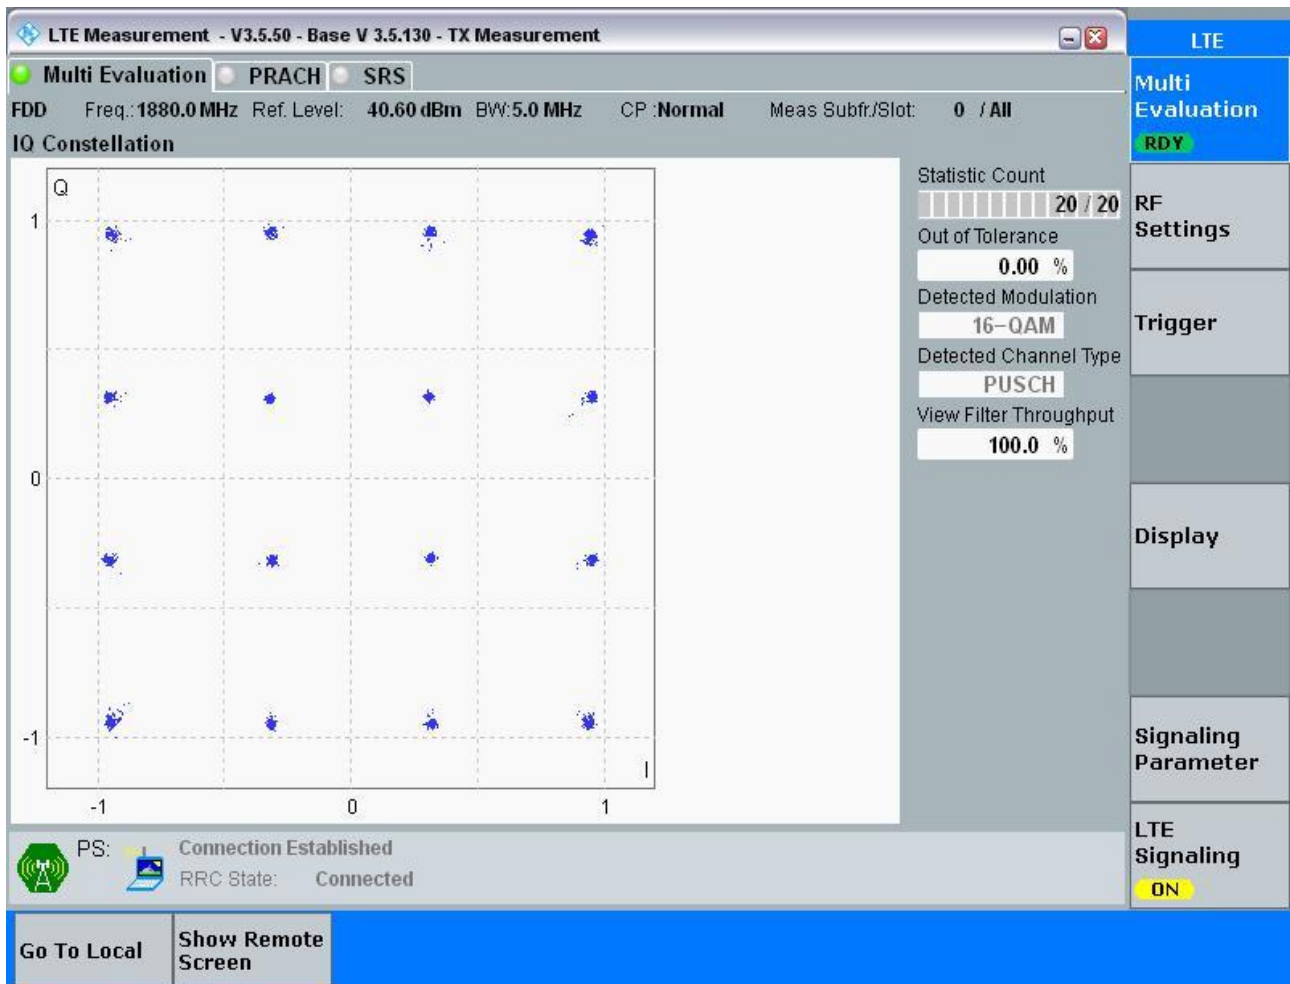 LTE Measurement - V3.5.50 - Base V 3.5.130 - TX Measurement
LTE
Multi Evaluation PRACH SRS
FDD Freq.: 1880.0 MHz Ref. Level: 40.60 dBm BW: 5.0 MHz CP : Normal Meas Subfr./Slot: 0 / All
IQ Constellation
Q
1
0
-1
I
-1 0 1
Statistic Count
20 / 20
Out of Tolerance
0.00 %
Detected Modulation
16-QAM
Detected Channel Type
PUSCH
View Filter Throughput
100.0 %
Multi
Evaluation
RDY
RF
Settings
Trigger
Display
Signaling
Parameter
LTE
Signaling
ON
PS: Connection Established
RRC State: Connected
Go To Local
Show Remote
Screen